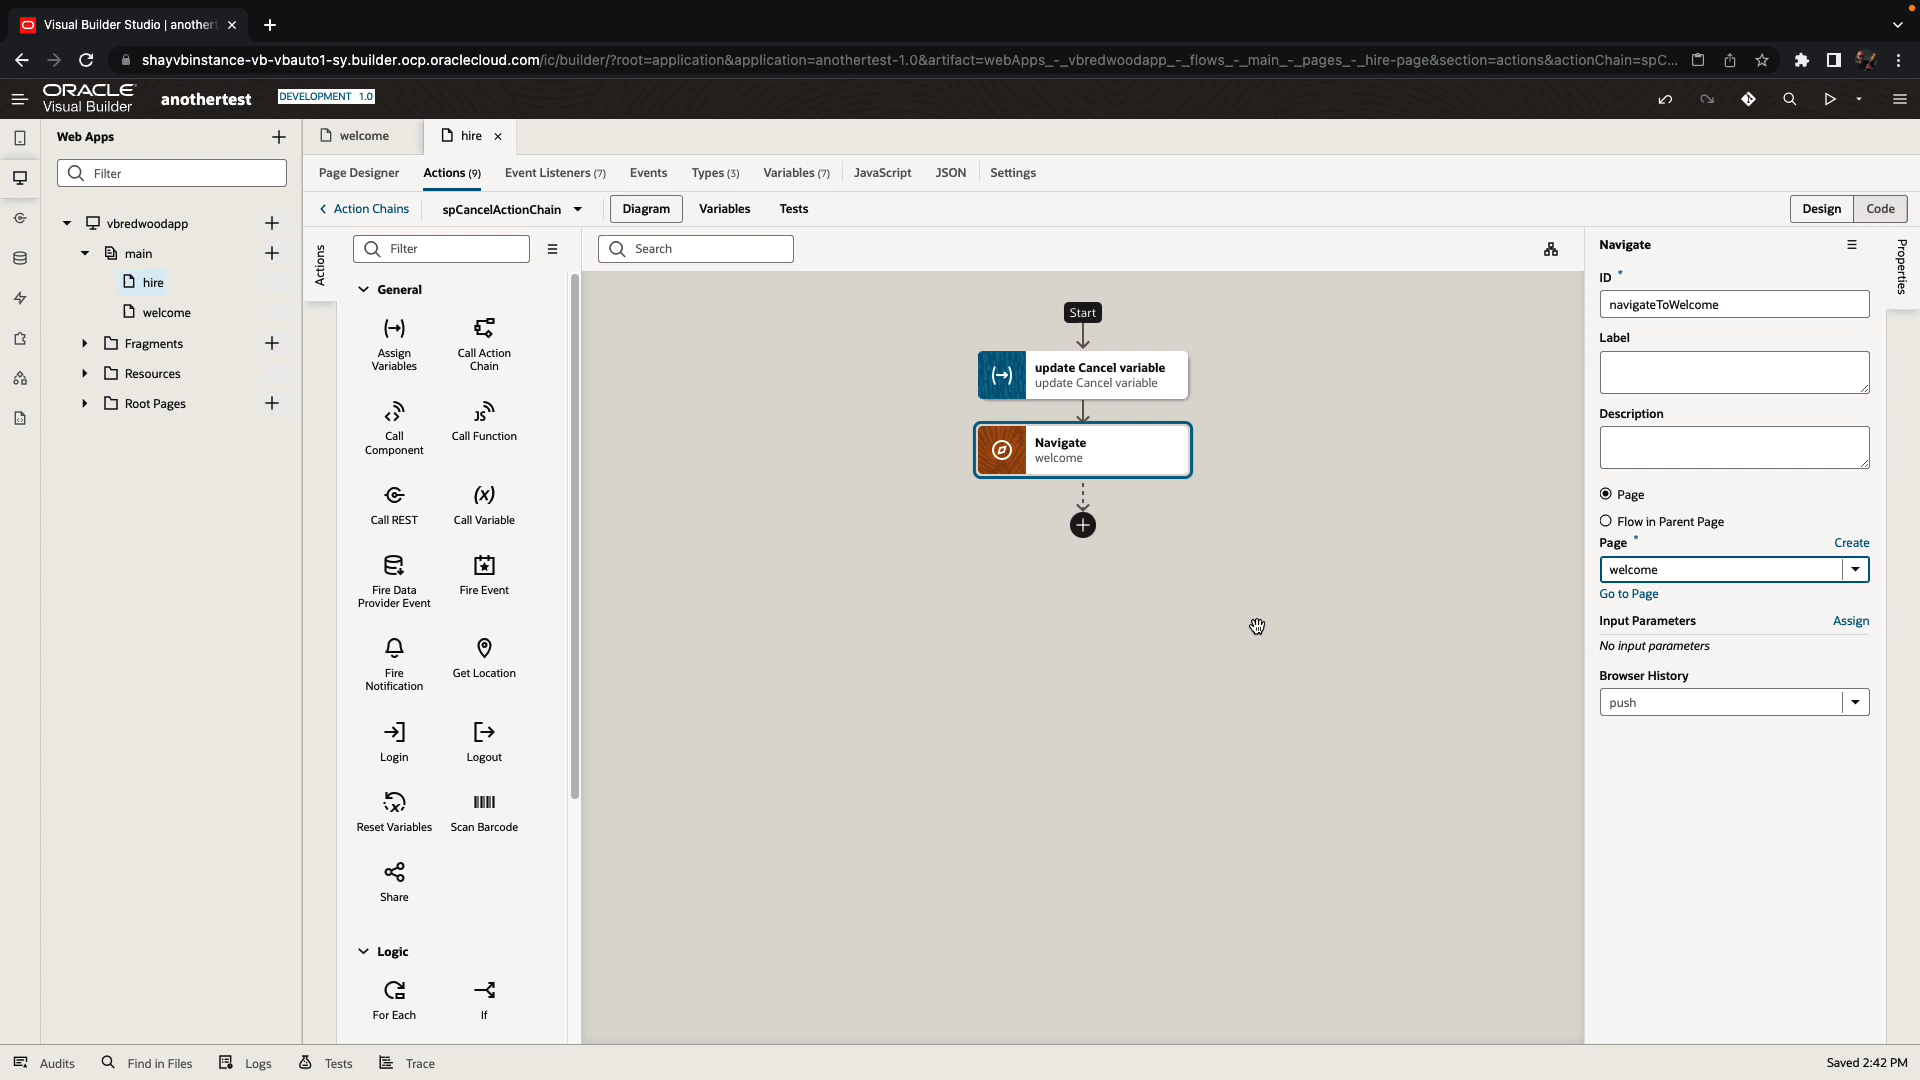 Visual Builder Studio | another
shayvbinstance-vb-vbauto1-sy.builder.ocp.oraclecloud.com/ic/builder/?root=application&application=anothertest-1.0&artifact=webApps_-_vbredwoodapp_-_flows_-_main_-_pages_-_hire-page&section=actions&actionChain=spC...
ORACLE
Visual Builder
anothertest
DEVELOPMENT 1.0
Web Apps
Filter
vbredwoodapp
main
hire
welcome
Fragments
Resources
Root Pages
welcome
hire
Page Designer
Actions (9)
Event Listeners (7)
Events
Types (3)
Variables (7)
JavaScript
JSON
Settings
Action Chains
spCancelActionChain
Diagram
Variables
Tests
Design
Code
Actions
Filter
General
Assign
Variables
Call Action
Chain
Call
Component
JS
Call Function
Call REST
(x)
Call Variable
Fire Data
Provider Event
Fire Event
Fire
Notification
Get Location
Login
Logout
Reset Variables
Scan Barcode
Share
Logic
For Each
If
Search
Start
update Cancel variable
update Cancel variable
Navigate
welcome
Navigate
Properties
ID *
navigateToWelcome
Label
Description
Page
Flow in Parent Page
Page *
Create
welcome
Go to Page
Input Parameters
Assign
No input parameters
Browser History
push
Audits
Find in Files
Logs
Tests
Trace
Saved 2:42 PM